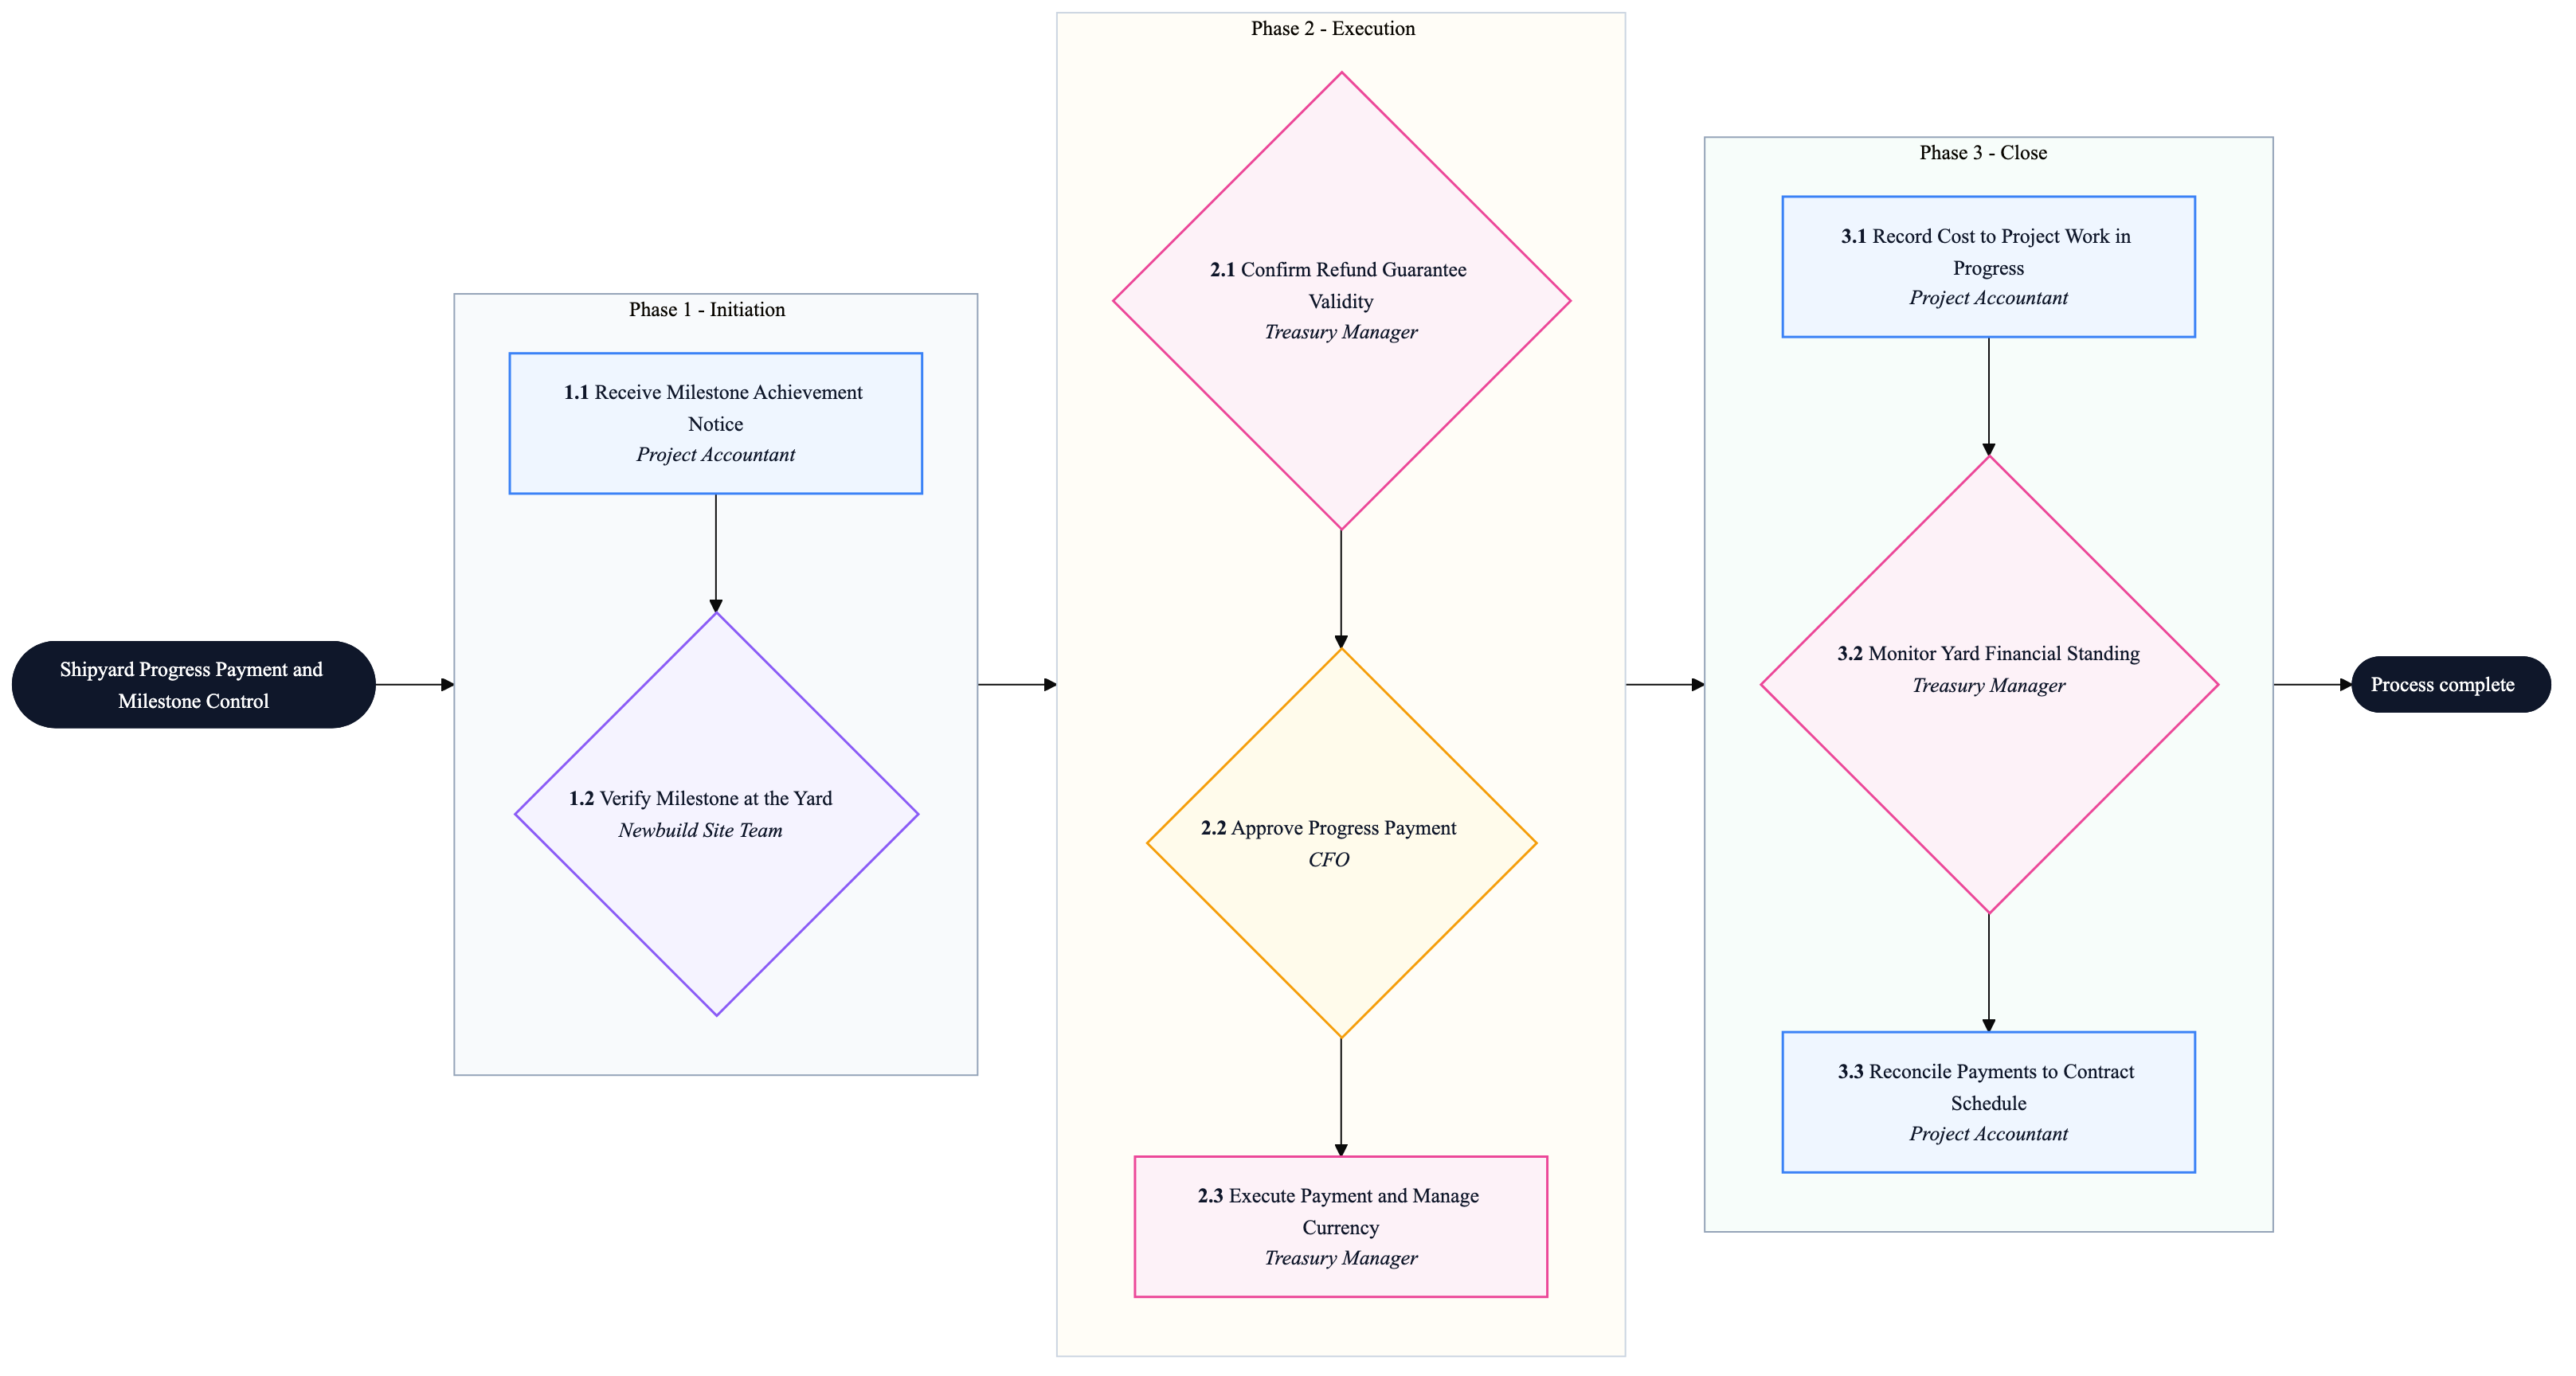 Shipyard Progress Payment and
Milestone Control
Phase 1 - Initiation
1.1 Receive Milestone Achievement
Notice
Project Accountant
1.2 Verify Milestone at the Yard
Newbuild Site Team
Phase 2 - Execution
2.1 Confirm Refund Guarantee
Validity
Treasury Manager
2.2 Approve Progress Payment
CFO
2.3 Execute Payment and Manage
Currency
Treasury Manager
Phase 3 - Close
3.1 Record Cost to Project Work in
Progress
Project Accountant
3.2 Monitor Yard Financial Standing
Treasury Manager
3.3 Reconcile Payments to Contract
Schedule
Project Accountant
Process complete